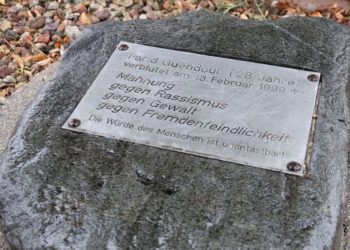 Farid Guendoul (28 Jahre)
verblutet am 13. Februar 1999 +
Mahnung
gegen Rassismus
gegen Gewalt
gegen Fremdenfeindlichkeit
Die Würde des Menschen ist unantastbar!